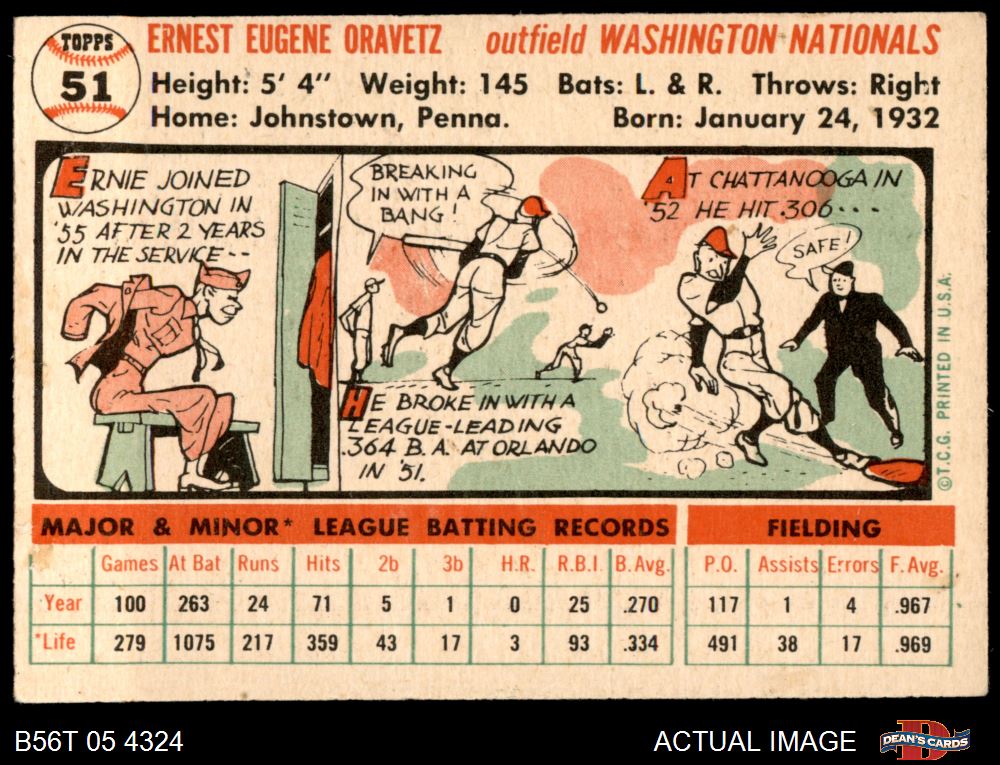 TOPPS
51
ERNEST EUGENE ORAVETZ outfield WASHINGTON NATIONALS
Height: 5' 4" Weight: 145 Bats: L. & R. Throws: Right
Home: Johnstown, Penna. Born: January 24, 1932
ERNIE JOINED
WASHINGTON IN
'55 AFTER 2 YEARS
IN THE SERVICE--
BREAKING
IN WITH A
BANG!
HE BROKE IN WITH A
LEAGUE-LEADING
.364 B.A. AT ORLANDO
IN '51.
AT CHATTANOOGA IN
'52 HE HIT .306...
SAFE!
©T.C.G. PRINTED IN U.S.A.
MAJOR & MINOR* LEAGUE BATTING RECORDS FIELDING
Games At Bat Runs Hits 2b 3b H.R. R.B.I. B.Avg. P.O. Assists Errors F. Avg.
Year 100 263 24 71 5 1 0 25 .270 117 1 4 .967
*Life 279 1075 217 359 43 17 3 93 .334 491 38 17 .969
B56T 05 4324 ACTUAL IMAGE DEAN'S CARDS